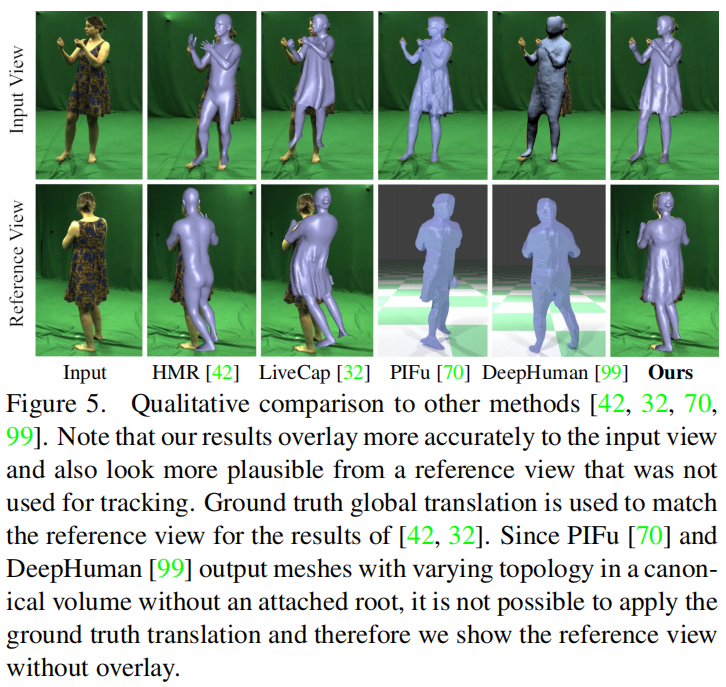 Input View
Reference View
Input HMR [42] LiveCap [32] PIFu [70] DeepHuman [99] Ours
Figure 5. Qualitative comparison to other methods [42, 32, 70,
99]. Note that our results overlay more accurately to the input view
and also look more plausible from a reference view that was not
used for tracking. Ground truth global translation is used to match
the reference view for the results of [42, 32]. Since PIFu [70] and
DeepHuman [99] output meshes with varying topology in a canon-
ical volume without an attached root, it is not possible to apply the
ground truth translation and therefore we show the reference view
without overlay.